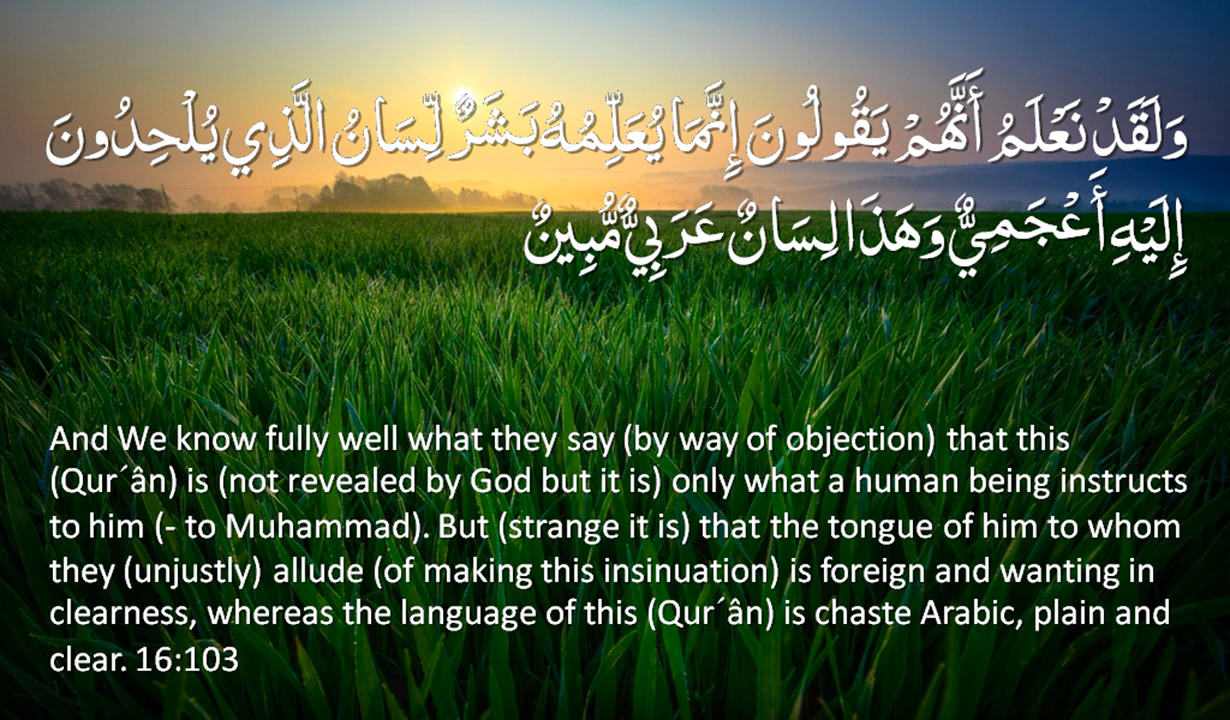 وَلَقَدْ نَعْلَمُ أَنَّهُمْ يَقُولُونَ إِنَّمَا يُعَلِّمُهُ بَشَرٌ لِّسَانُ الَّذِي يُلْحِدُونَ
إِلَيْهِ أَعْجَمِيٌّ وَهَذَا لِسَانٌ عَرَبِيٌّ مُّبِينٌ
And We know fully well what they say (by way of objection) that this
(Qur´ân) is (not revealed by God but it is) only what a human being instructs
to him (- to Muhammad). But (strange it is) that the tongue of him to whom
they (unjustly) allude (of making this insinuation) is foreign and wanting in
clearness, whereas the language of this (Qur´ân) is chaste Arabic, plain and
clear. 16:103